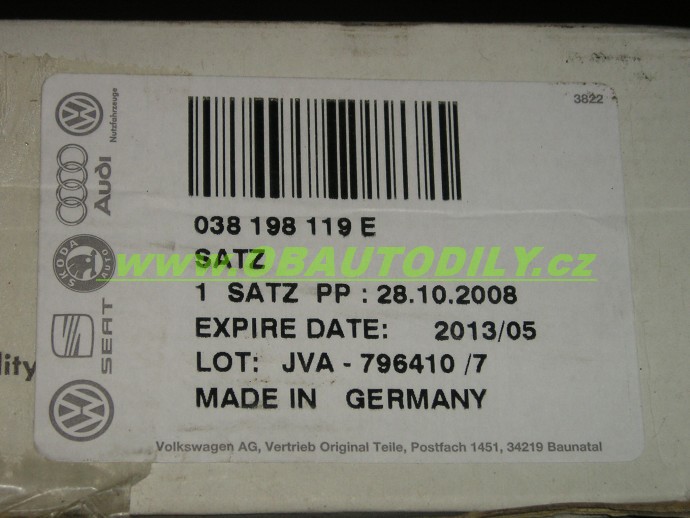 3822
Nutzfahrzeuge
Audi
ŠKODA
AUTO
SEAT
038 198 119 E
SATZ
www.OBAUTODILY.cz
1 SATZ PP : 28.10.2008
EXPIRE DATE: 2013/05
LOT: JVA - 796410 /7
MADE IN GERMANY
lity
Volkswagen AG, Vertrieb Original Teile, Postfach 1451, 34219 Baunatal